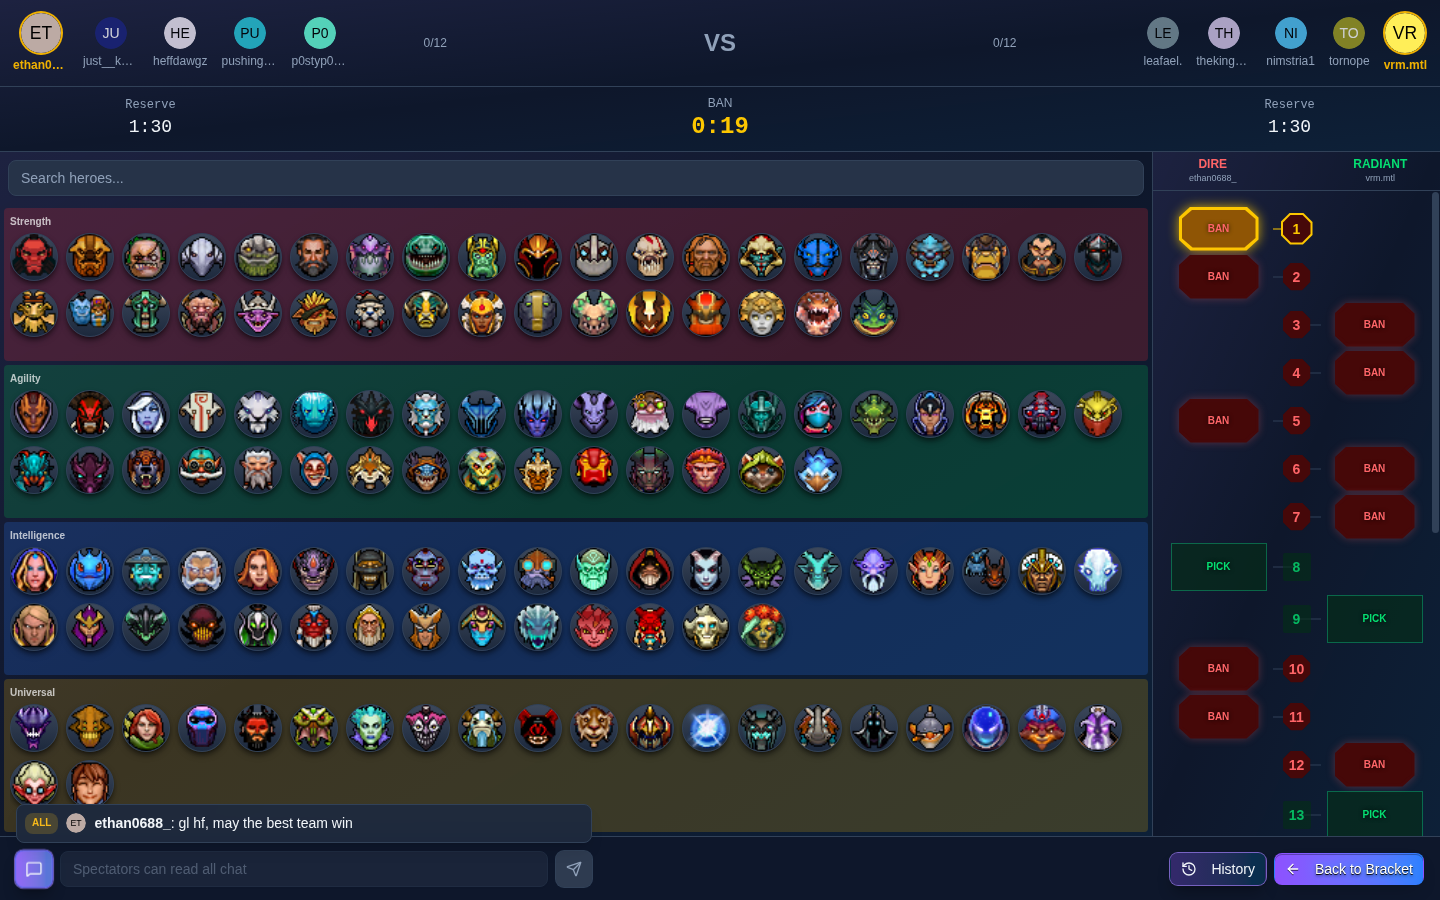 ET
JU
HE
PU
P0
ethan0...
just__k...
heffdawgz
pushing...
p0styp0...
0/12
VS
0/12
LE
TH
NI
TO
VR
leafael.
theking...
nimstria1
tornope
vrm.mtl
Reserve
1:30
BAN
0:19
Reserve
1:30
Search heroes...
DIRE
ethan0688_
RADIANT
vrm.mtl
Strength
Agility
Intelligence
Universal
BAN 1
BAN 2
3 BAN
4 BAN
BAN 5
6 BAN
7 BAN
PICK 8
9 PICK
BAN 10
BAN 11
12 BAN
13 PICK
ALL ET ethan0688_: gl hf, may the best team win
Spectators can read all chat
History
Back to Bracket